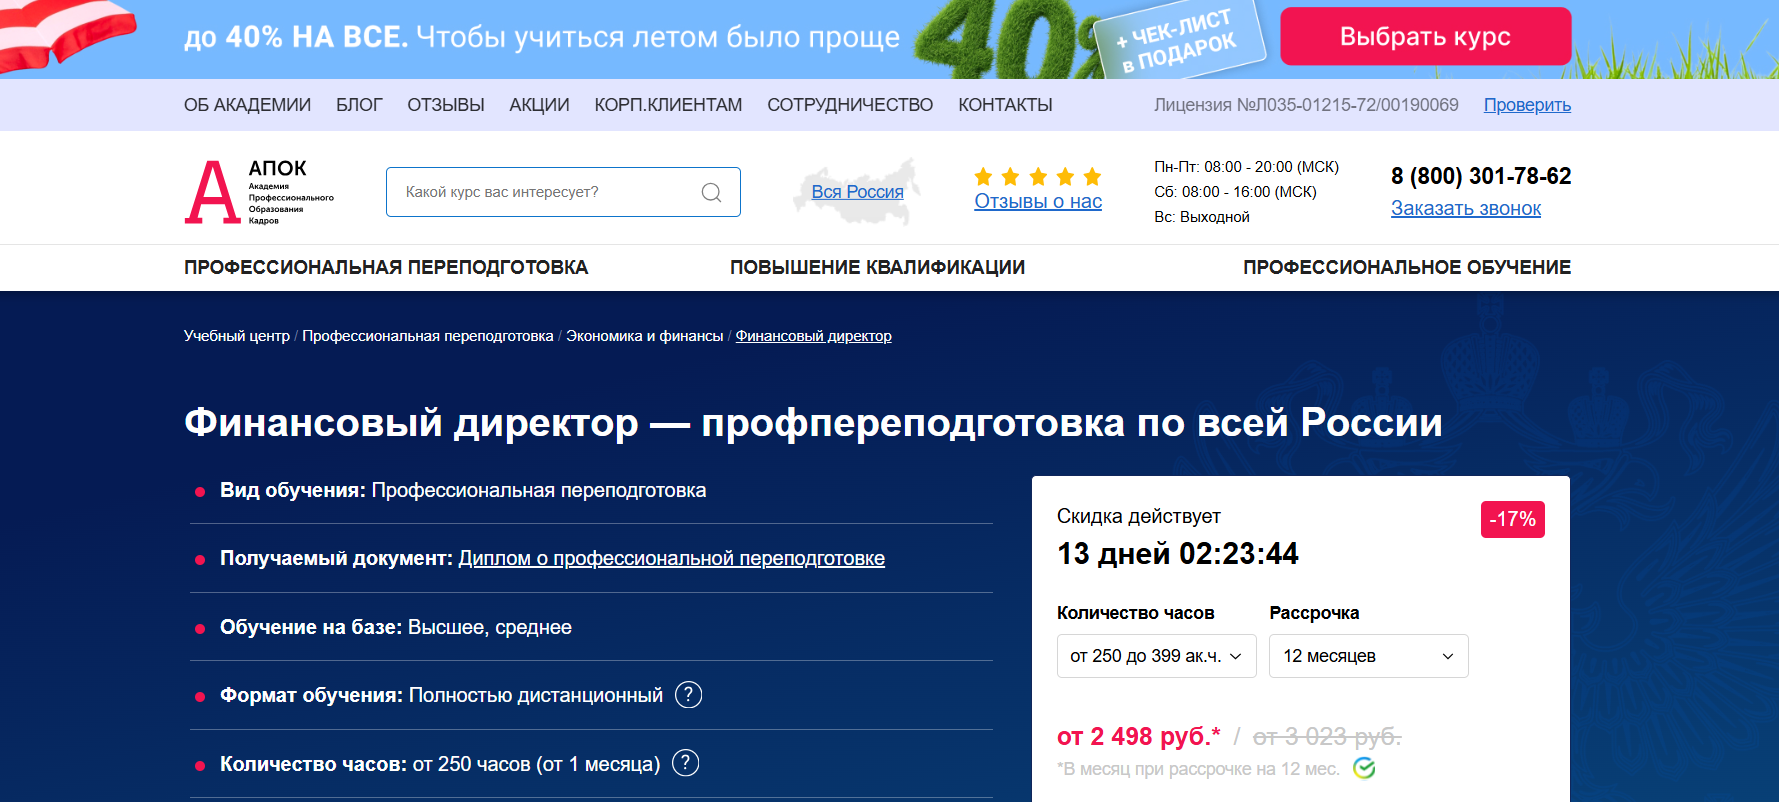 до 40% НА ВСЕ. Чтобы учиться летом было проще
40%
+ ЧЕК-ЛИСТ
в ПОДАРОК
Выбрать курс
ОБ АКАДЕМИИ БЛОГ ОТЗЫВЫ АКЦИИ КОРП.КЛИЕНТАМ СОТРУДНИЧЕСТВО КОНТАКТЫ Лицензия №Л035-01215-72/00190069 Проверить
АПОК
Академия
Профессионального
Образования
Кадров
Какой курс вас интересует?
Вся Россия
Отзывы о нас
Пн-Пт: 08:00 - 20:00 (МСК)
Сб: 08:00 - 16:00 (МСК)
Вс: Выходной
8 (800) 301-78-62
Заказать звонок
ПРОФЕССИОНАЛЬНАЯ ПЕРЕПОДГОТОВКА ПОВЫШЕНИЕ КВАЛИФИКАЦИИ ПРОФЕССИОНАЛЬНОЕ ОБУЧЕНИЕ
Учебный центр / Профессиональная переподготовка / Экономика и финансы / Финансовый директор
Финансовый директор — профпереподготовка по всей России
Вид обучения: Профессиональная переподготовка
Получаемый документ: Диплом о профессиональной переподготовке
Обучение на базе: Высшее, среднее
Формат обучения: Полностью дистанционный ?
Количество часов: от 250 часов (от 1 месяца) ?
Скидка действует
-17%
13 дней 02:23:44
Количество часов Рассрочка
от 250 до 399 ак.ч. 12 месяцев
от 2 498 руб.* / от 3 023 руб.
*В месяц при рассрочке на 12 мес.